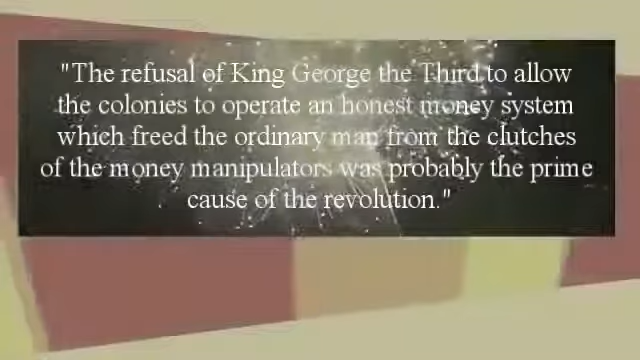 "The refusal of King George the Third to allow
the colonies to operate an honest money system
which freed the ordinary man from the clutches
of the money manipulators was probably the prime
cause of the revolution."